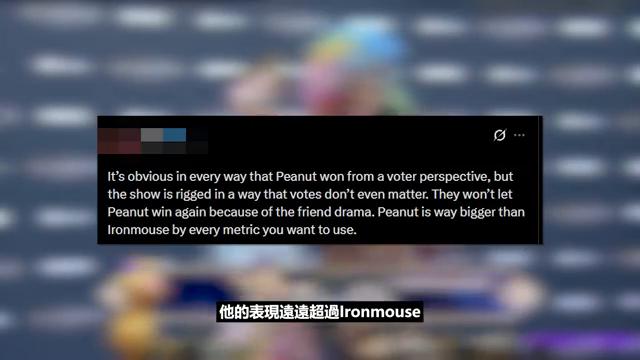 It's obvious in every way that Peanut won from a voter perspective, but
the show is rigged in a way that votes don't even matter. They won't let
Peanut win again because of the friend drama. Peanut is way bigger than
Ironmouse by every metric you want to use.
他的表現遠遠超過Ironmouse